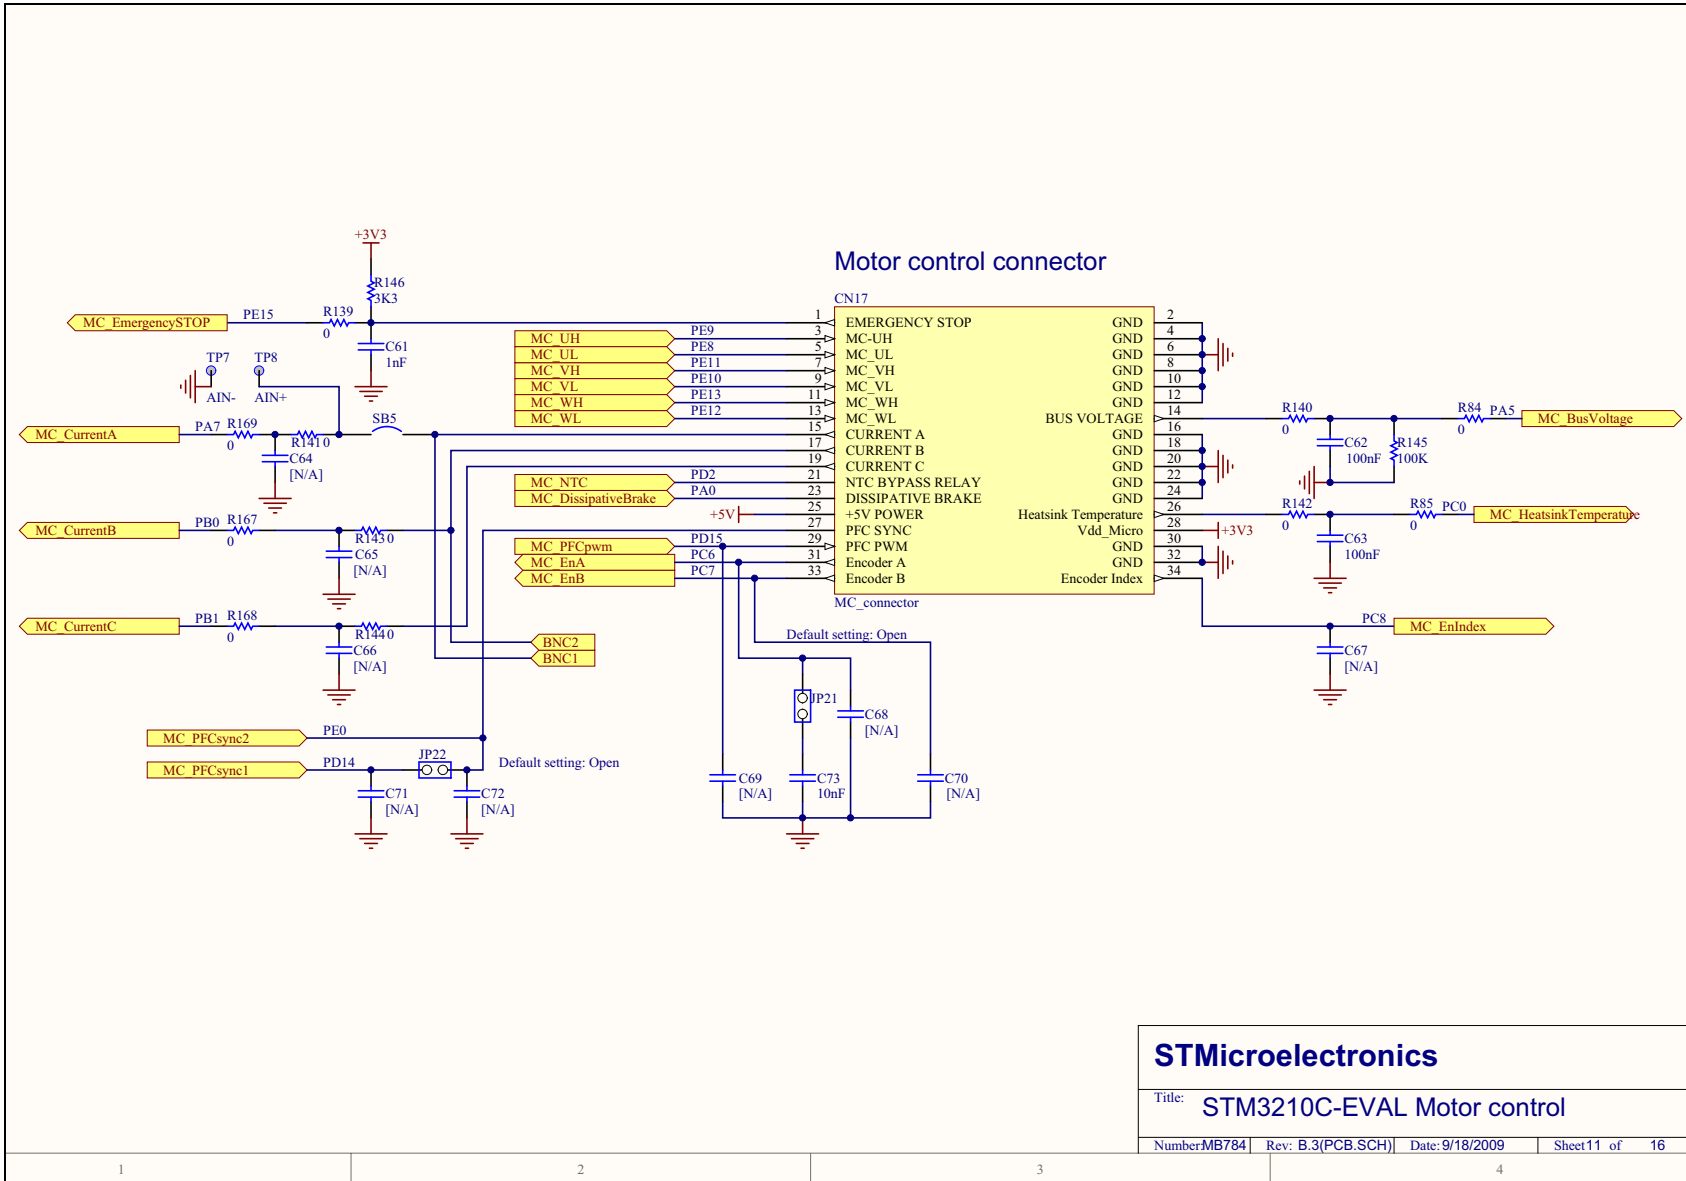 +3V3
R146
3K3
Motor control connector
CN17
MC_EmergencySTOP PE15 R139 0
C61
1nF
TP7 TP8
AIN- AIN+
MC_CurrentA PA7 R169 0 R141 0 SB5
C64
[N/A]
MC_CurrentB PB0 R167 0 R143 0
C65
[N/A]
MC_CurrentC PB1 R168 0 R144 0
C66
[N/A]
MC_UH PE9
MC_UL PE8
MC_VH PE11
MC_VL PE10
MC_WH PE13
MC_WL PE12
MC_NTC PD2
MC_DissipativeBrake PA0
+5V
MC_PFCpwm PD15
MC_EnA PC6
MC_EnB PC7
1 EMERGENCY STOP GND 2
3 MC-UH GND 4
5 MC_UL GND 6
7 MC_VH GND 8
9 MC_VL GND 10
11 MC_WH GND 12
13 MC_WL BUS VOLTAGE 14
15 CURRENT A GND 16
17 CURRENT B GND 18
19 CURRENT C GND 20
21 NTC BYPASS RELAY GND 22
23 DISSIPATIVE BRAKE GND 24
25 +5V POWER Heatsink Temperature 26
27 PFC SYNC Vdd_Micro 28
29 PFC PWM GND 30
31 Encoder A GND 32
33 Encoder B Encoder Index 34
MC_connector
R140 0 R84 0 PA5 MC_BusVoltage
C62
100nF
R145
100K
R142 0 R85 0 PC0 MC_HeatsinkTemperature
+3V3
C63
100nF
PC8 MC_EnIndex
C67
[N/A]
BNC2
BNC1
Default setting: Open
JP21
C68
[N/A]
MC_PFCsync2 PE0
MC_PFCsync1 PD14 JP22 Default setting: Open
C71
[N/A]
C72
[N/A]
C69
[N/A]
C73
10nF
C70
[N/A]
STMicroelectronics
Title: STM3210C-EVAL Motor control
Number:MB784 Rev: B.3(PCB.SCH) Date:9/18/2009 Sheet11 of 16
1 2 3 4